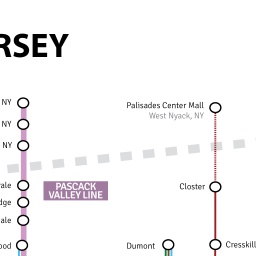 RSEY
NY
Palisades Center Mall
West Nyack, NY
NY
NY
ale
PASCACK
VALLEY LINE
Closter
dge
ale
ood
Dumont
Cresskill